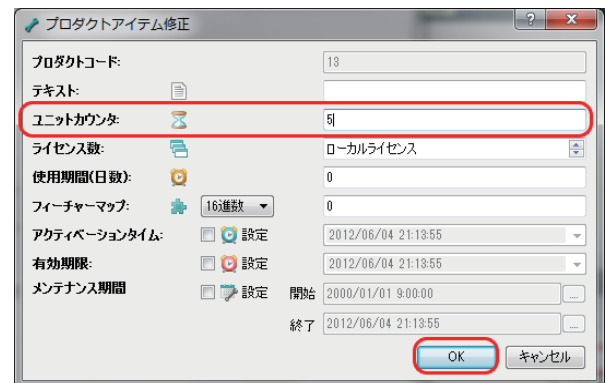 プロダクトアイテム修正
プロダクトコード: 13
テキスト:
ユニットカウンタ: 5
ライセンス数: ローカルライセンス
使用期間(日数): 0
フィーチャーマップ: 16進数 0
アクティベーションタイム: 設定 2012/06/04 21:13:55
有効期限: 設定 2012/06/04 21:13:55
メンテナンス期間 設定 開始 2000/01/01 9:00:00 ...
終了 2012/06/04 21:13:55 ...
OK キャンセル